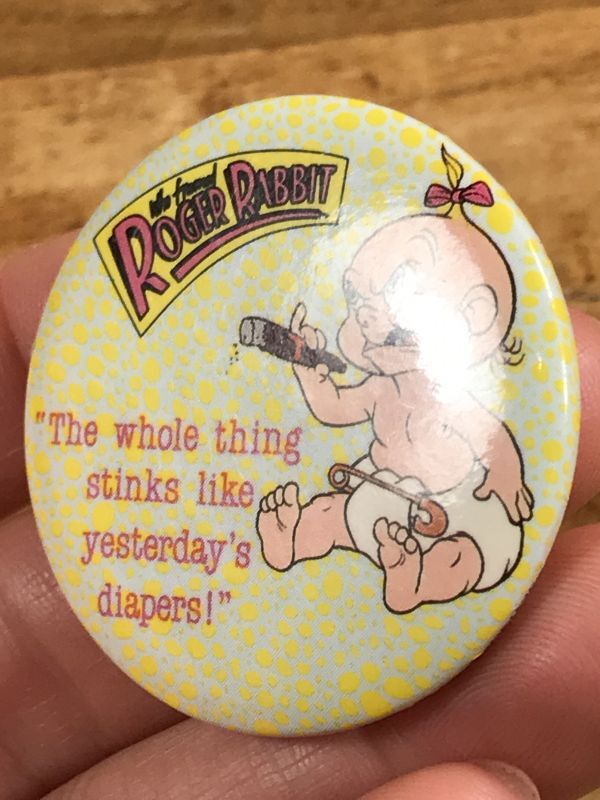 Who framed
ROGER RABBIT
"The whole thing
stinks like
yesterday's
diapers!"